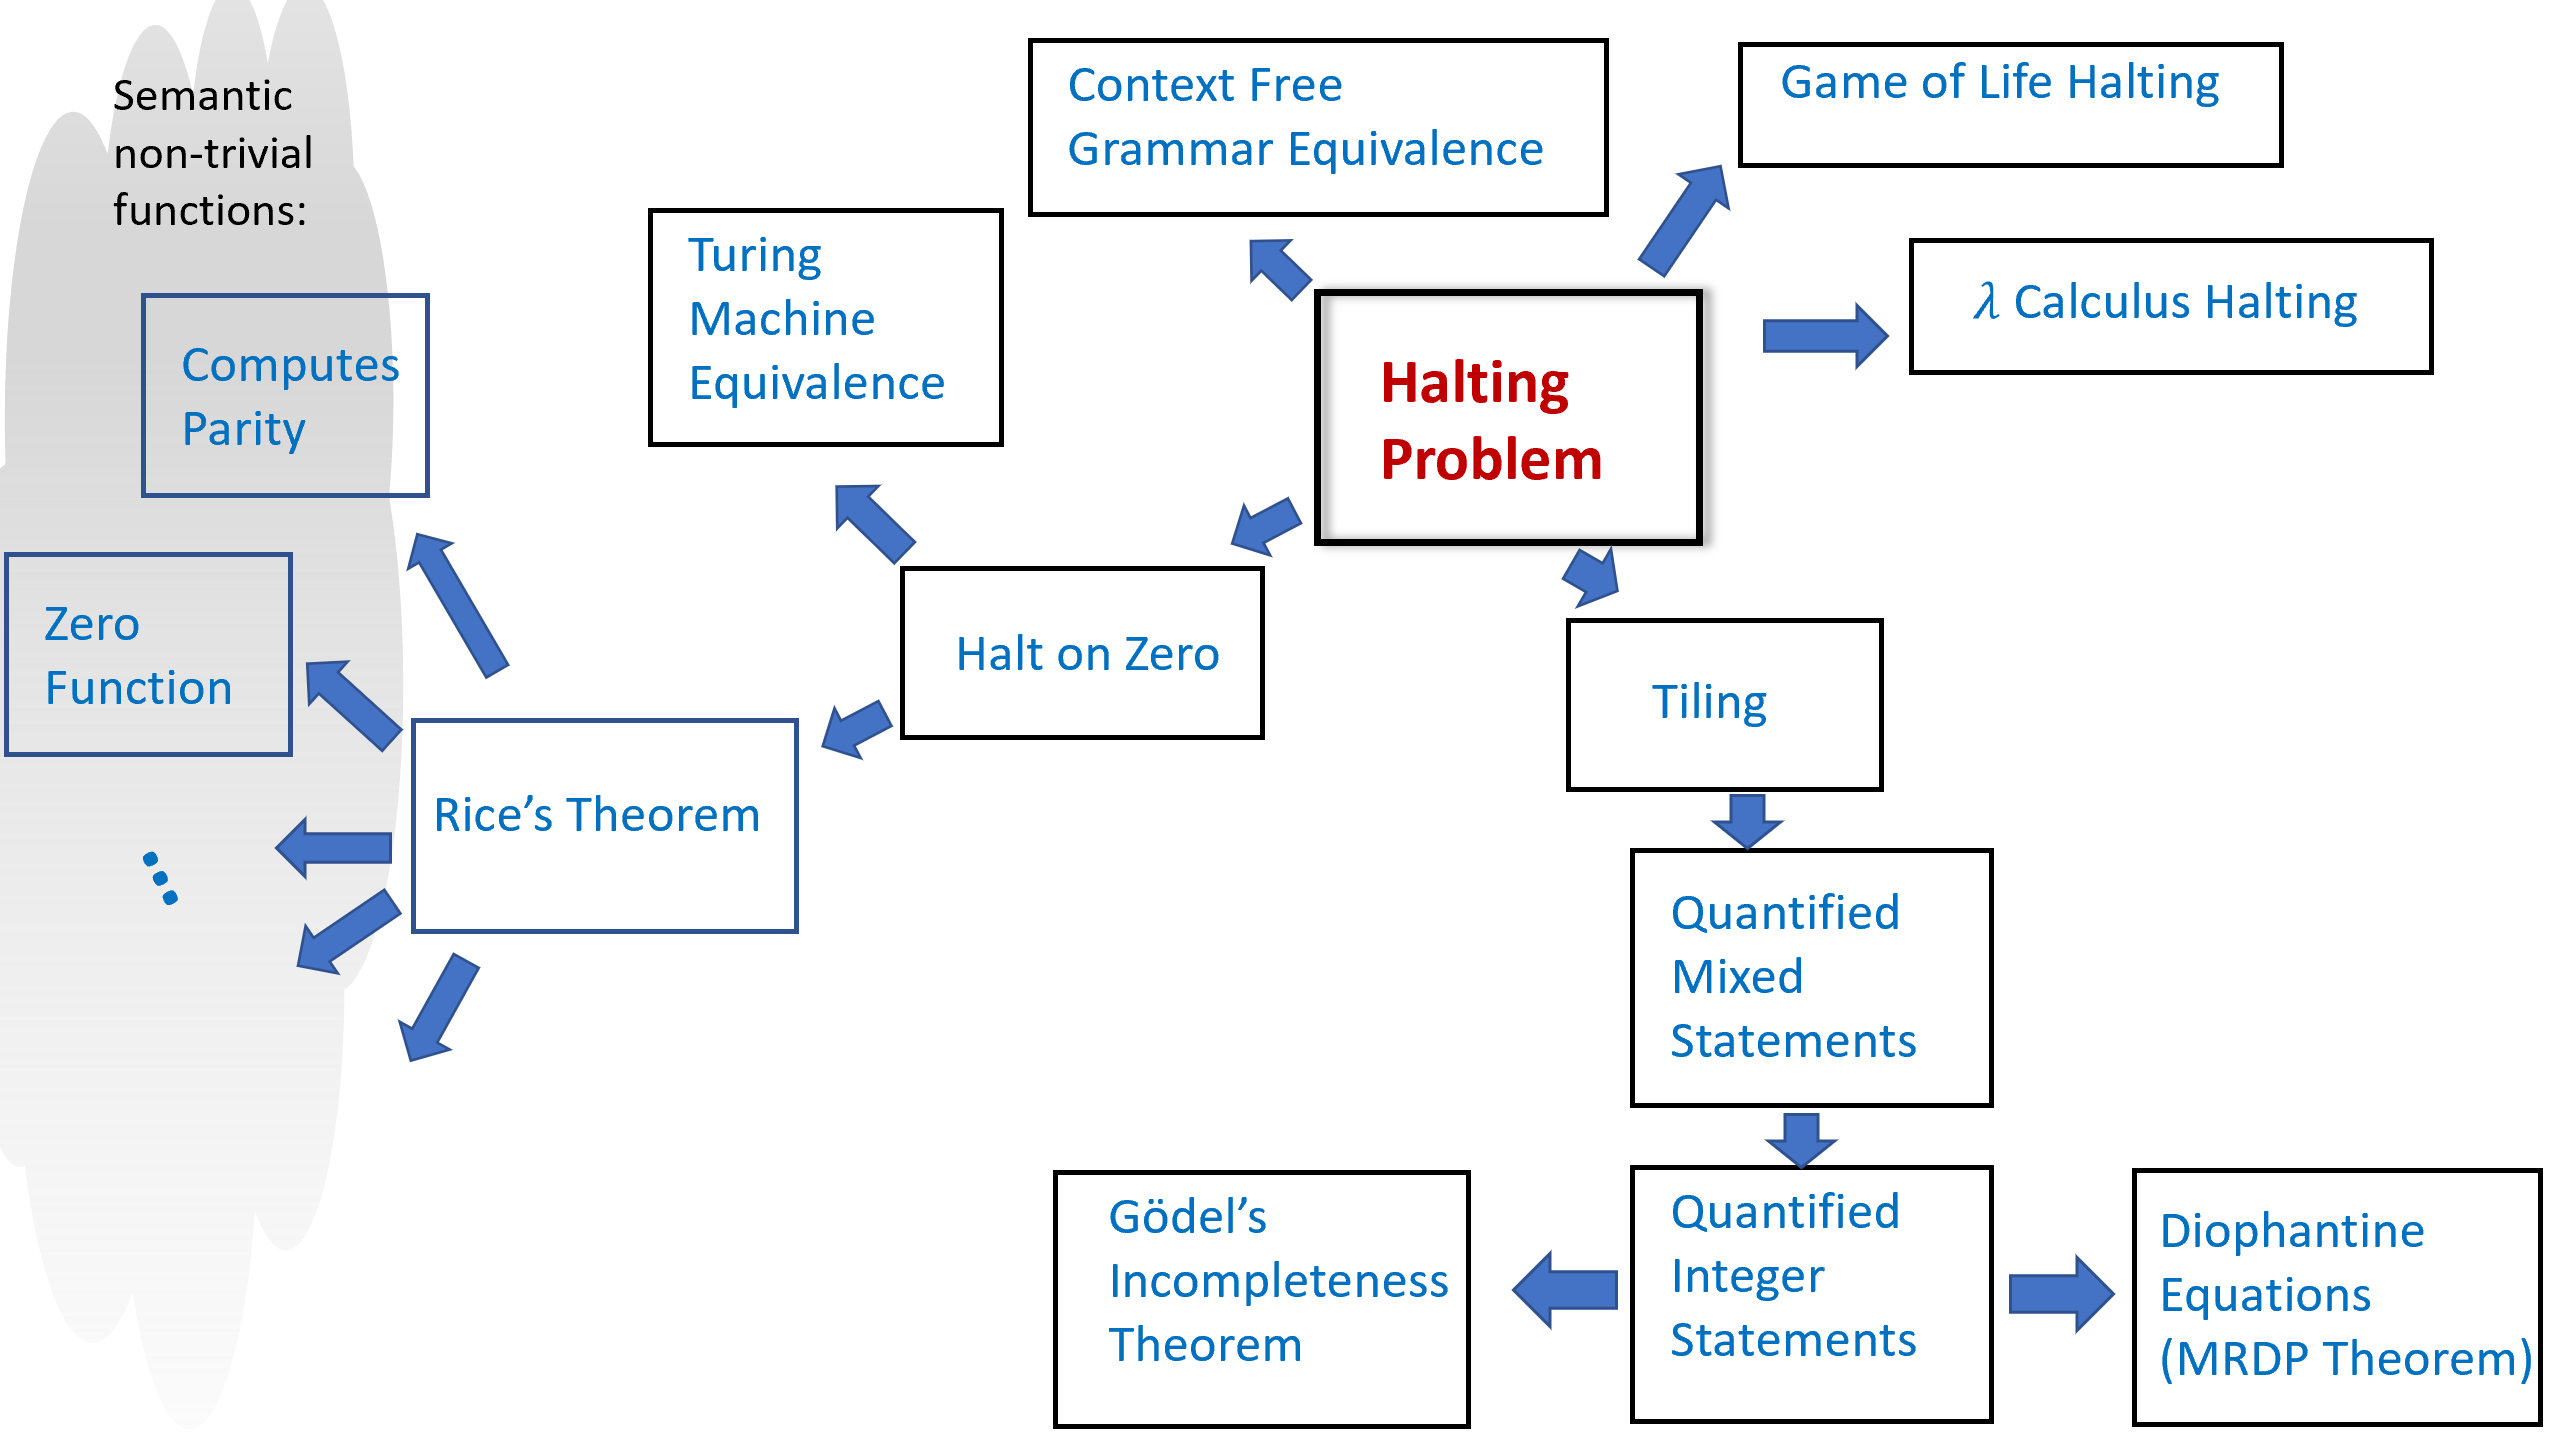 Semantic
non-trivial
functions:
Computes
Parity
Zero
Function
Rice’s Theorem
Turing
Machine
Equivalence
Halt on Zero
Context Free
Grammar Equivalence
Halting
Problem
Game of Life Halting
λ Calculus Halting
Tiling
Quantified
Mixed
Statements
Quantified
Integer
Statements
Gödel’s
Incompleteness
Theorem
Diophantine
Equations
(MRDP Theorem)